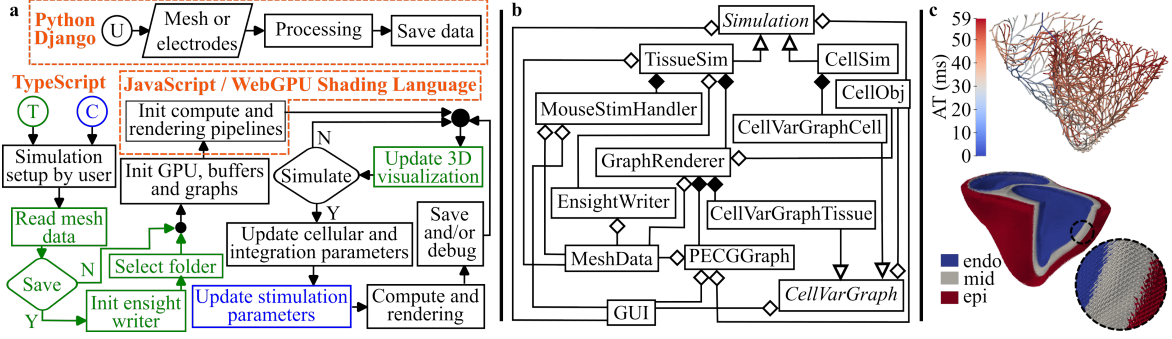 a
Python
Django
U
Mesh or
electrodes
Processing
Save data
TypeScript
T
C
JavaScript / WebGPU Shading Language
Init compute and
rendering pipelines
Simulation
setup by user
Init GPU, buffers
and graphs
N
Simulate
Y
Update 3D
visualization
Read mesh
data
Save
N
Y
Select folder
Init ensight
writer
Update cellular and
integration parameters
Save
and/or
debug
Update stimulation
parameters
Compute and
rendering
b
Simulation
TissueSim
CellSim
CellObj
MouseStimHandler
CellVarGraphCell
GraphRenderer
EnsightWriter
CellVarGraphTissue
MeshData
PECGGraph
CellVarGraph
GUI
c
AT (ms)
59
50
40
30
20
10
0
endo
mid
epi